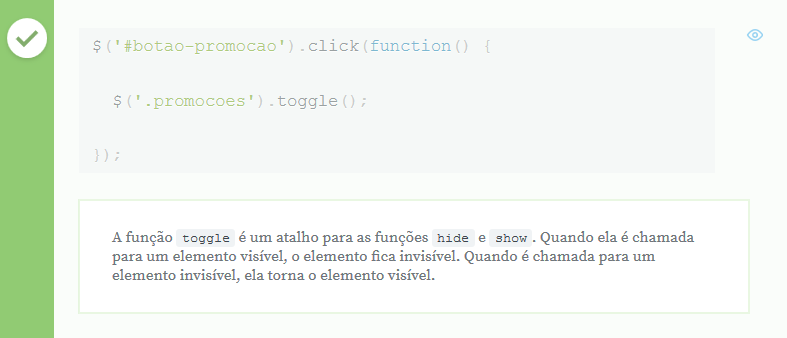 $('#botao-promocao').click(function() {
$('.promocoes').toggle();
});
A função toggle é um atalho para as funções hide e show. Quando ela é chamada
para um elemento visível, o elemento fica invisível. Quando é chamada para um
elemento invisível, ela torna o elemento visível.